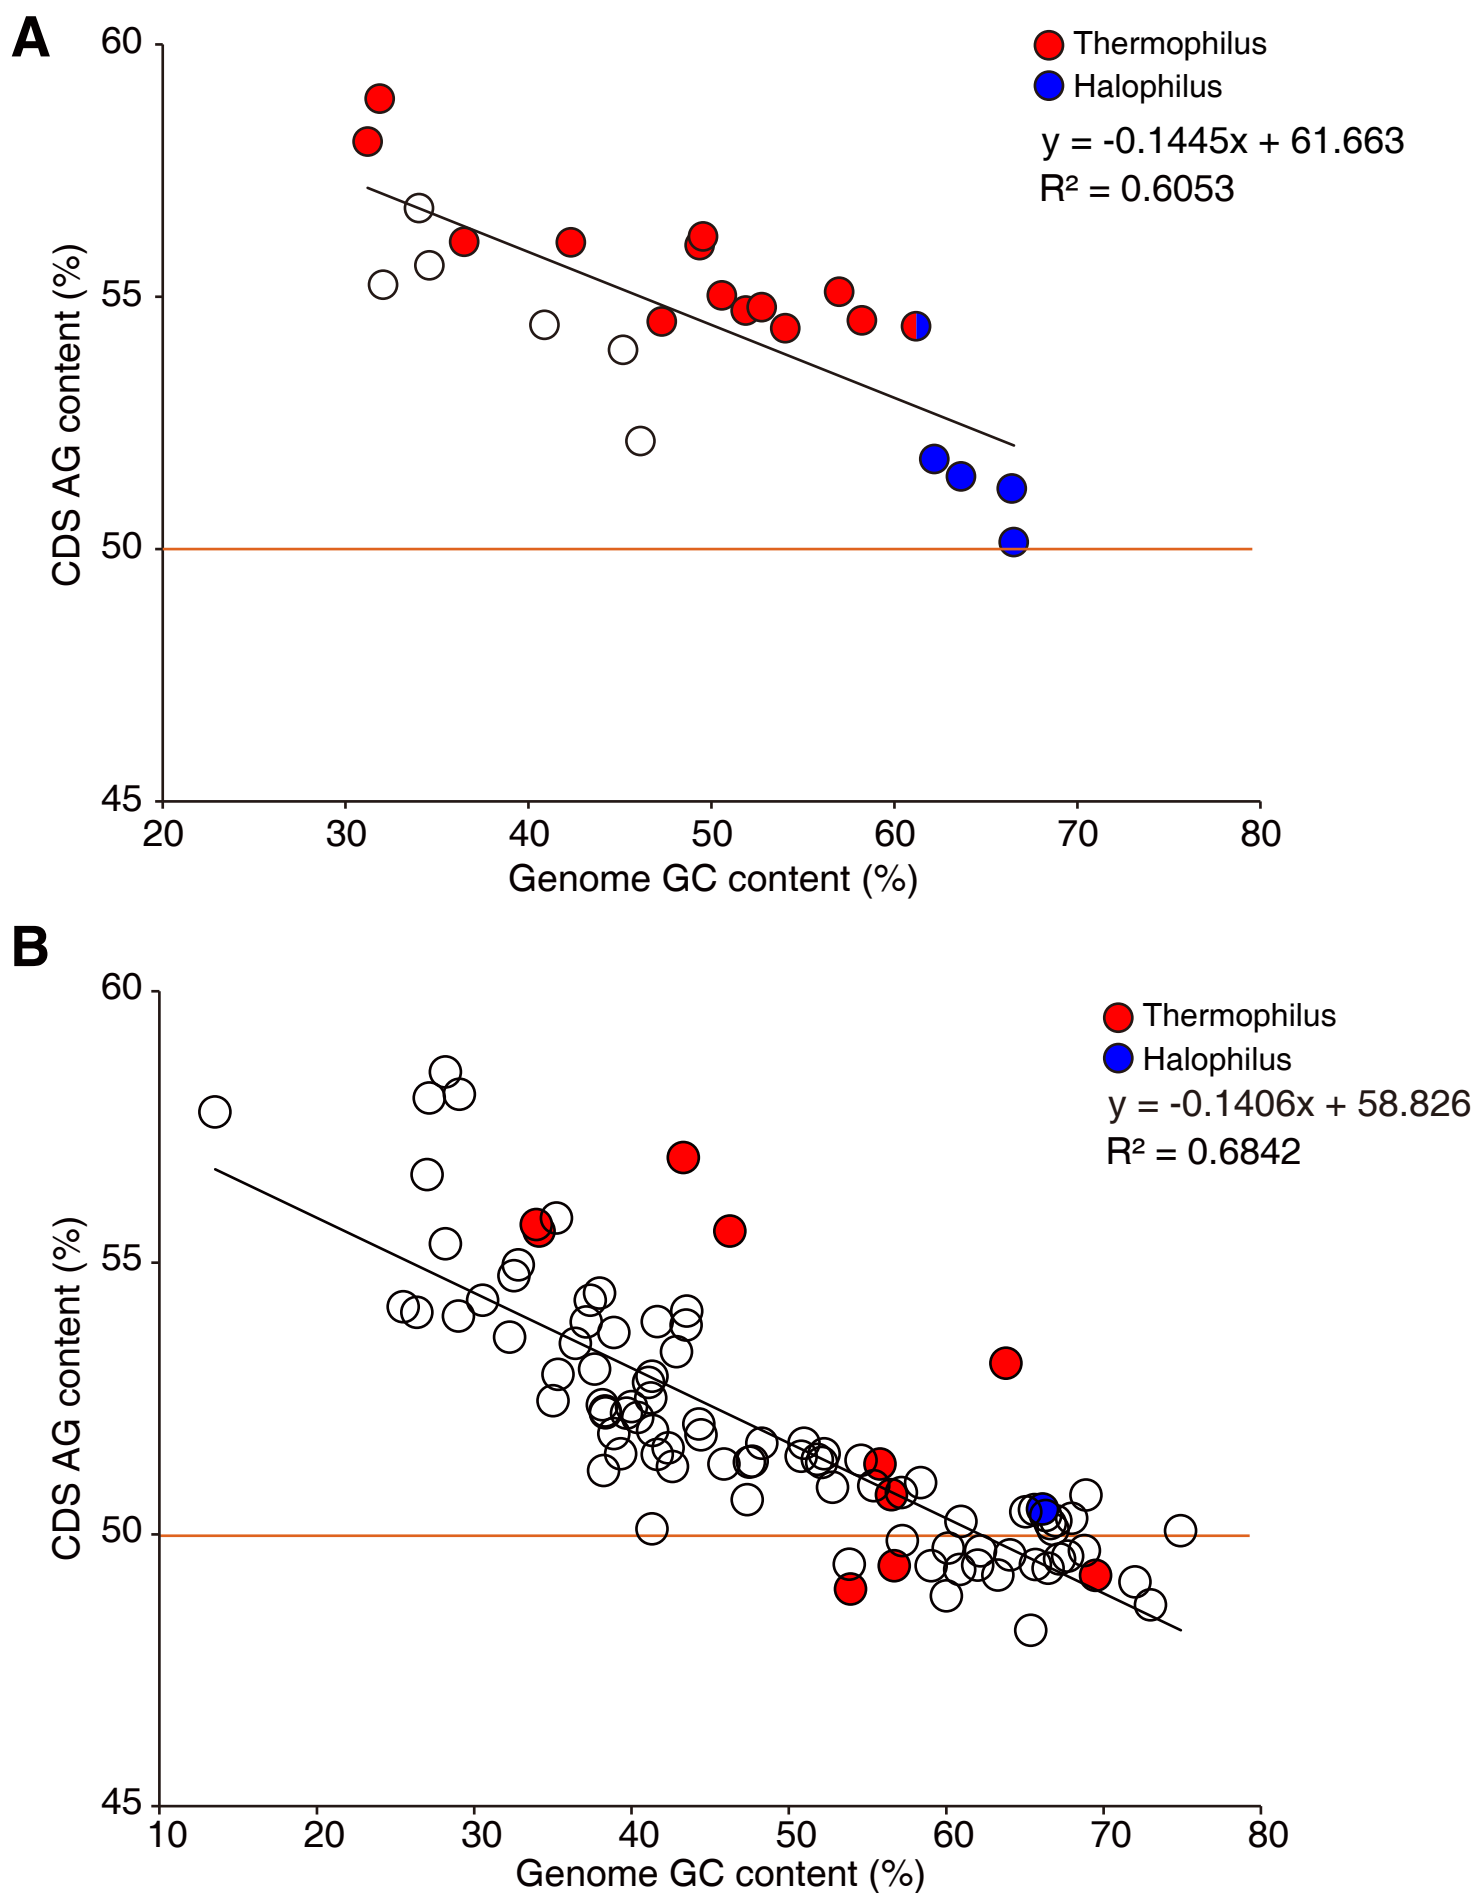 A
60
55
50
45
20 30 40 50 60 70 80
CDS AG content (%)
Genome GC content (%)
Thermophilus
Halophilus
y = -0.1445x + 61.663
R² = 0.6053
B
60
55
50
45
10 20 30 40 50 60 70 80
CDS AG content (%)
Genome GC content (%)
Thermophilus
Halophilus
y = -0.1406x + 58.826
R² = 0.6842